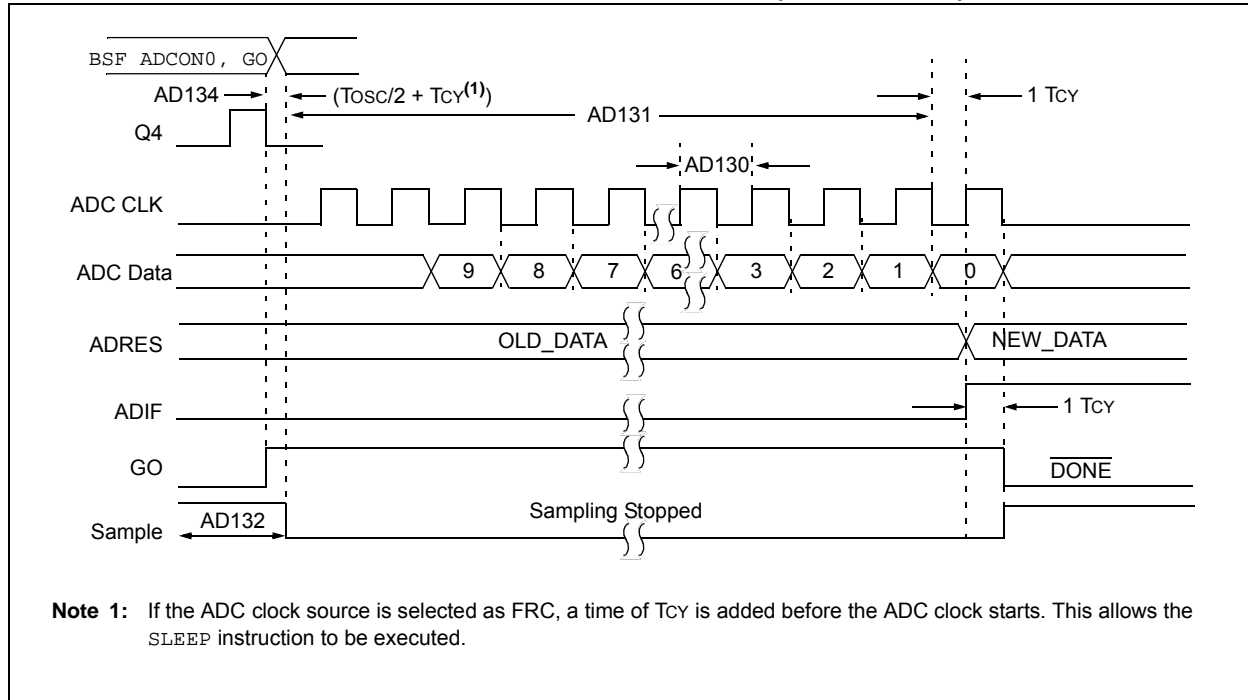 BSF ADCON0, GO
AD134 (TOSC/2 + TCY(1)) 1 TCY
AD131
Q4
AD130
ADC CLK
ADC Data 9 8 7 6 3 2 1 0
ADRES OLD_DATA NEW_DATA
ADIF 1 TCY
GO DONE
Sample AD132 Sampling Stopped
Note 1: If the ADC clock source is selected as FRC, a time of TCY is added before the ADC clock starts. This allows the
SLEEP instruction to be executed.